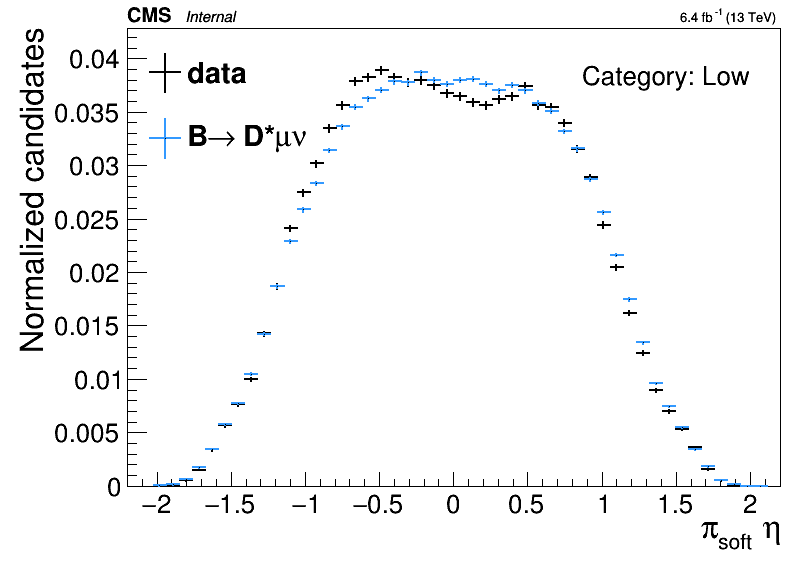 CMS Internal 6.4 fb⁻¹ (13 TeV)
data
Category: Low
B→ D*μν
Normalized candidates
0.04
0.035
0.03
0.025
0.02
0.015
0.01
0.005
0
−2 −1.5 −1 −0.5 0 0.5 1 1.5 2
π_soft η